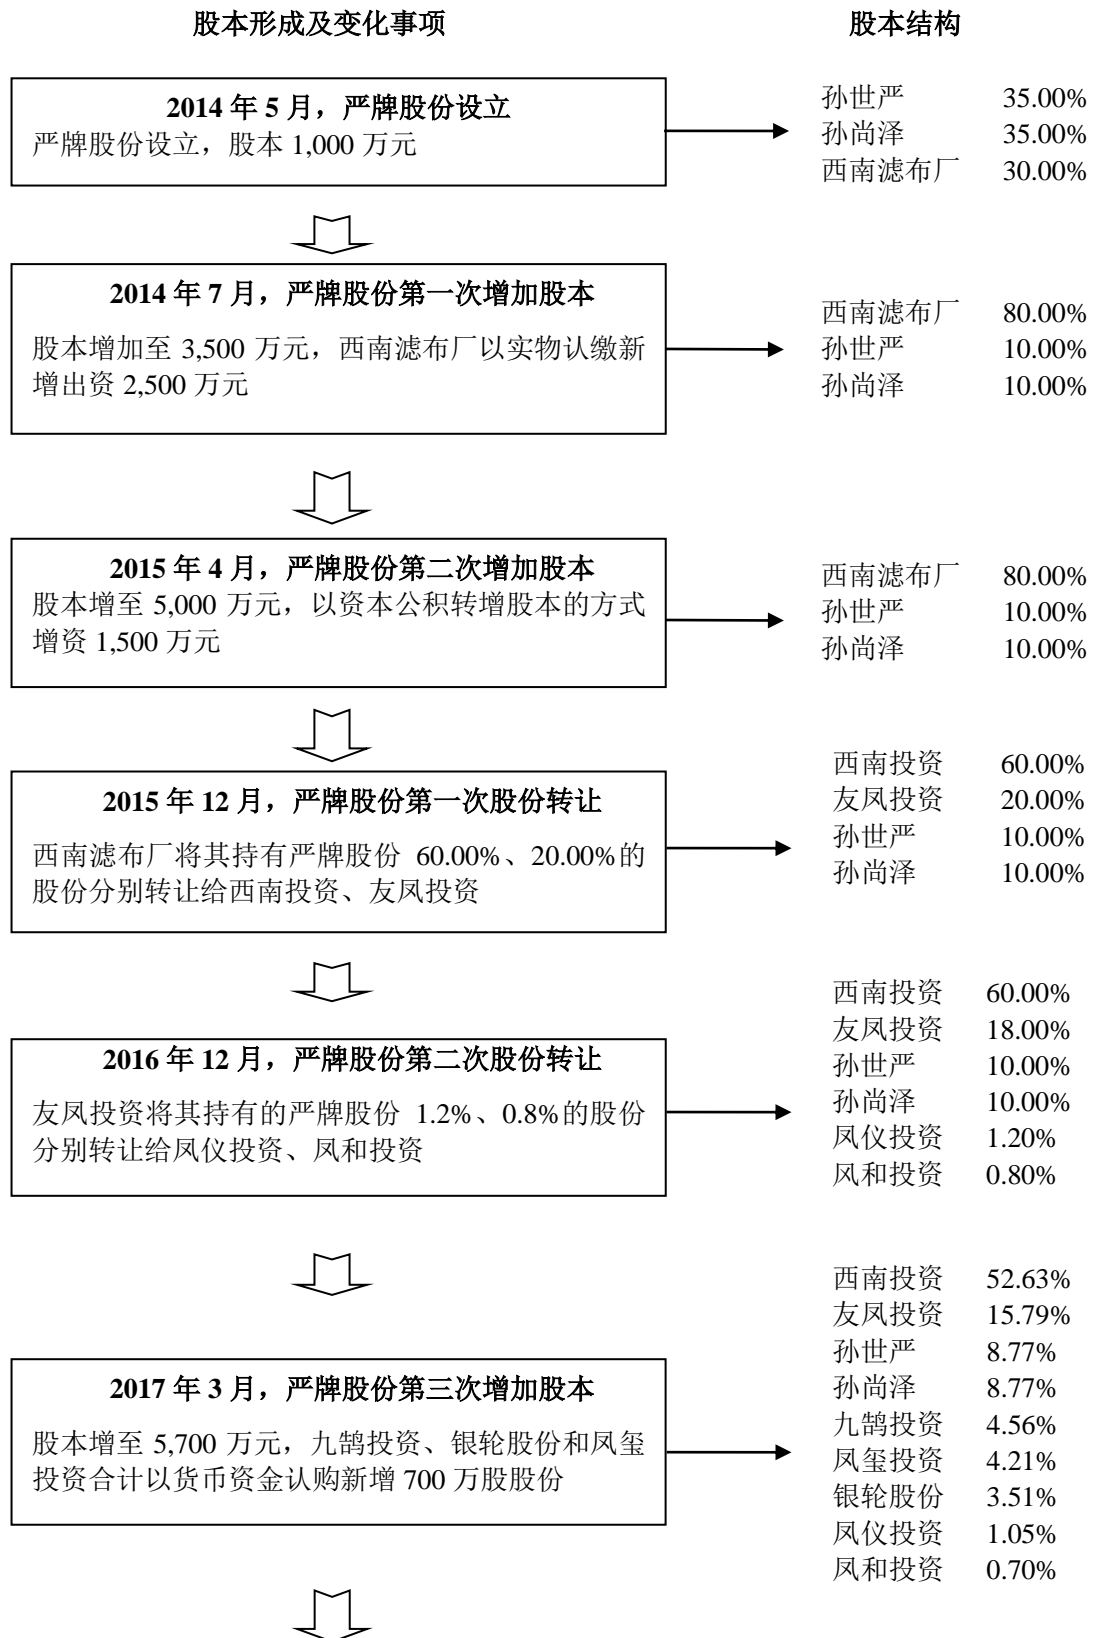 股本形成及变化事项
股本结构
2014 年 5 月，严牌股份设立
严牌股份设立，股本 1,000 万元
孙世严 35.00%
孙尚泽 35.00%
西南滤布厂 30.00%
2014 年 7 月，严牌股份第一次增加股本
股本增加至 3,500 万元，西南滤布厂以实物认缴新
增出资 2,500 万元
西南滤布厂 80.00%
孙世严 10.00%
孙尚泽 10.00%
2015 年 4 月，严牌股份第二次增加股本
股本增至 5,000 万元，以资本公积转增股本的方式
增资 1,500 万元
西南滤布厂 80.00%
孙世严 10.00%
孙尚泽 10.00%
2015 年 12 月，严牌股份第一次股份转让
西南滤布厂将其持有严牌股份 60.00%、20.00%的
股份分别转让给西南投资、友凤投资
西南投资 60.00%
友凤投资 20.00%
孙世严 10.00%
孙尚泽 10.00%
2016 年 12 月，严牌股份第二次股份转让
友凤投资将其持有的严牌股份 1.2%、0.8%的股份
分别转让给凤仪投资、凤和投资
西南投资 60.00%
友凤投资 18.00%
孙世严 10.00%
孙尚泽 10.00%
凤仪投资 1.20%
风和投资 0.80%
2017 年 3 月，严牌股份第三次增加股本
股本增至 5,700 万元，九鹄投资、银轮股份和凤玺
投资合计以货币资金认购新增 700 万股股份
西南投资 52.63%
友凤投资 15.79%
孙世严 8.77%
孙尚泽 8.77%
九鹄投资 4.56%
凤玺投资 4.21%
银轮股份 3.51%
凤仪投资 1.05%
凤和投资 0.70%